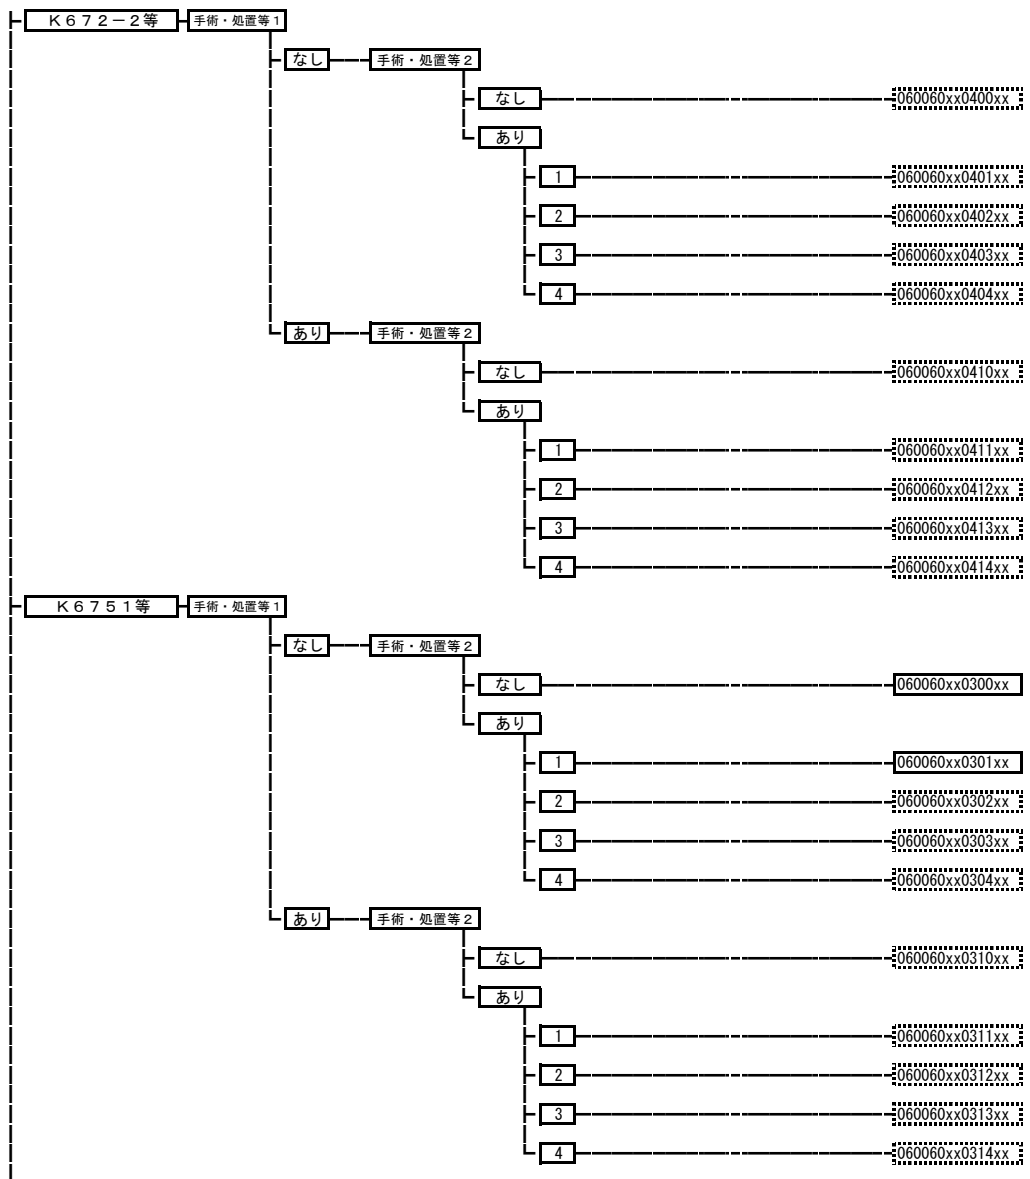 K672-2等 手術・処置等1
なし 手術・処置等2
なし 060060xx0400xx
あり
1 060060xx0401xx
2 060060xx0402xx
3 060060xx0403xx
4 060060xx0404xx
あり 手術・処置等2
なし 060060xx0410xx
あり
1 060060xx0411xx
2 060060xx0412xx
3 060060xx0413xx
4 060060xx0414xx
K6751等 手術・処置等1
なし 手術・処置等2
なし 060060xx0300xx
あり
1 060060xx0301xx
2 060060xx0302xx
3 060060xx0303xx
4 060060xx0304xx
あり 手術・処置等2
なし 060060xx0310xx
あり
1 060060xx0311xx
2 060060xx0312xx
3 060060xx0313xx
4 060060xx0314xx